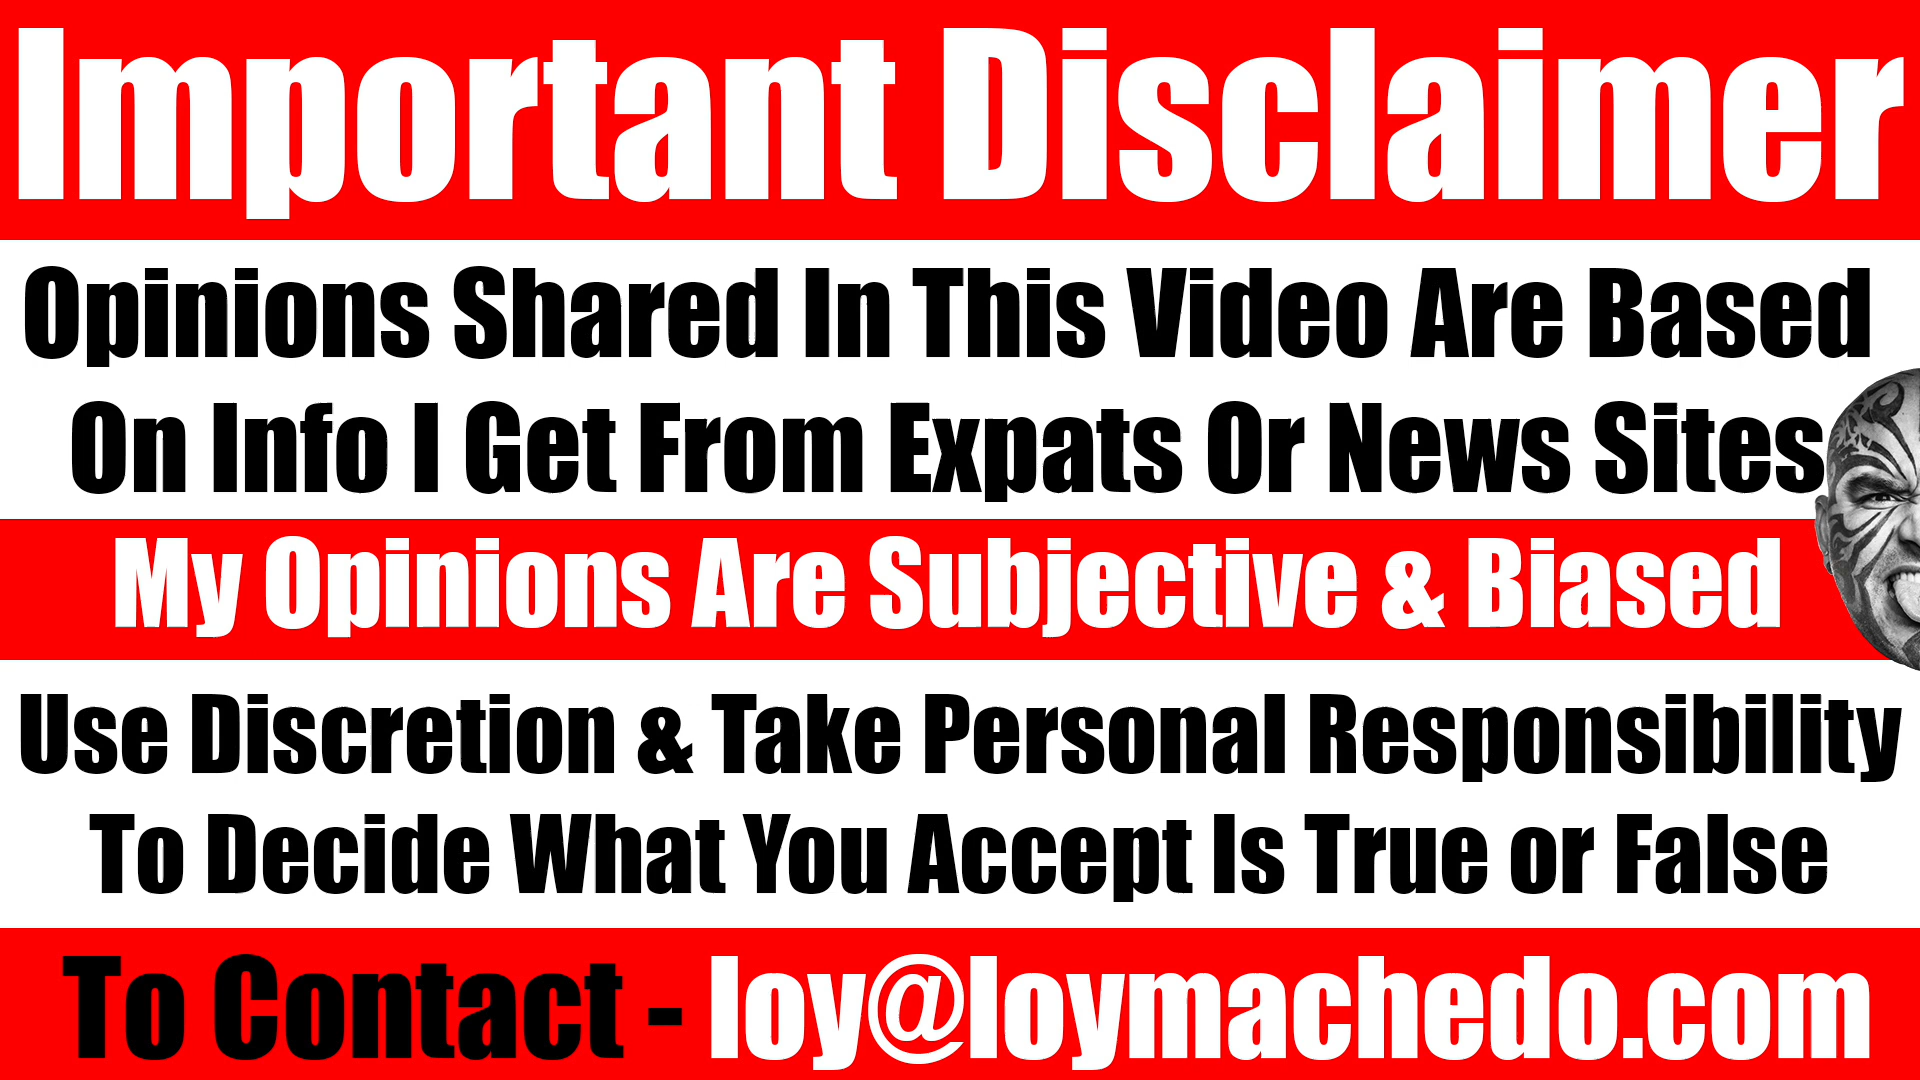 Important Disclaimer
Opinions Shared In This Video Are Based
On Info I Get From Expats Or News Sites
My Opinions Are Subjective & Biased
Use Discretion & Take Personal Responsibility
To Decide What You Accept Is True or False
To Contact - loy@loymachedo.com